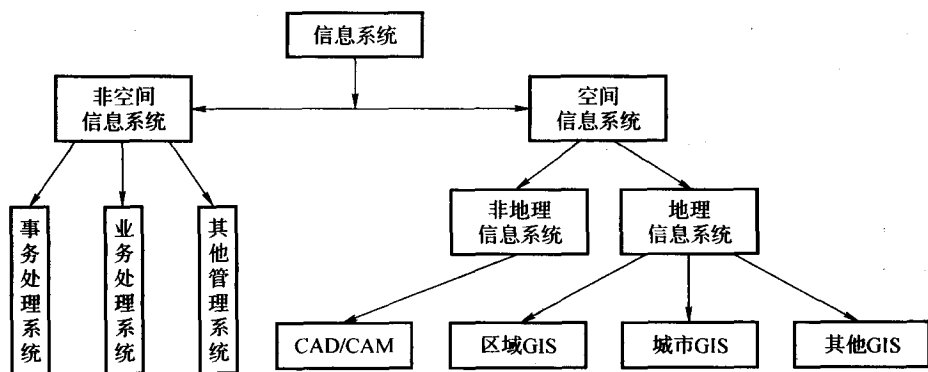 信息系统
非空间
信息系统
空间
信息系统
事务处理系统
业务处理系统
其他管理系统
非地理
信息系统
地理
信息系统
CAD/CAM
区域GIS
城市GIS
其他GIS